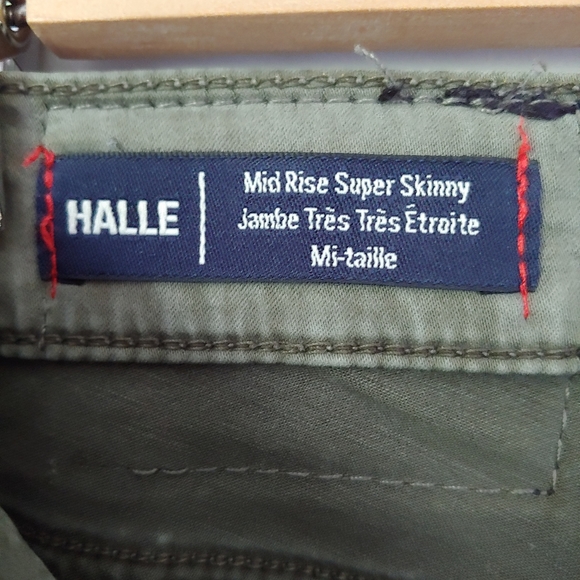 HALLE
Mid Rise Super Skinny
Jambe Très Très Étroite
Mi-taille